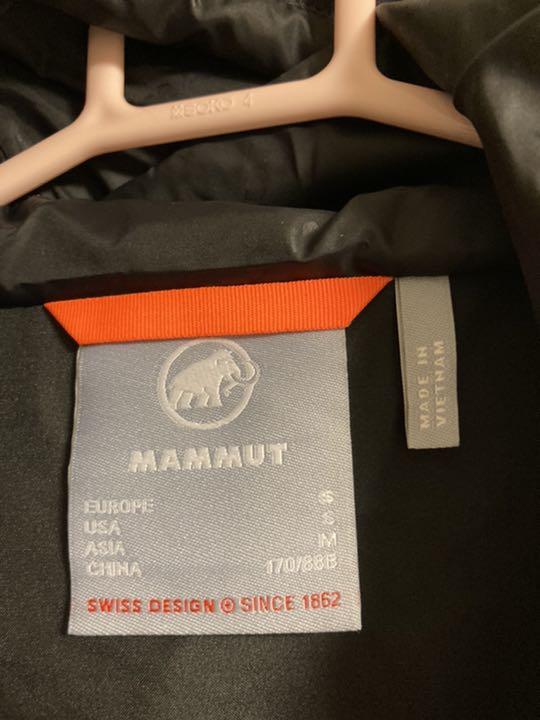 MADE IN
VIETNAM
MAMMUT
EUROPE S
USA S
ASIA M
CHINA 170/88B
SWISS DESIGN SINCE 1862